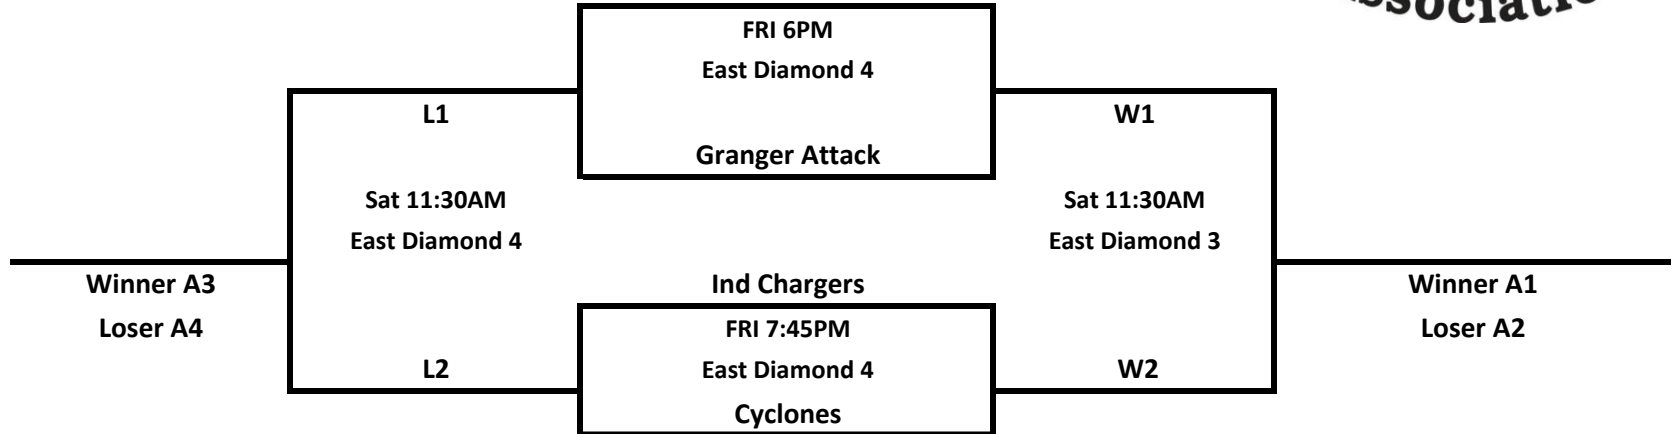 FRI 6PM
East Diamond 4
L1
W1
Granger Attack
Sat 11:30AM
Sat 11:30AM
East Diamond 4
East Diamond 3
Winner A3
Ind Chargers
Winner A1
Loser A4
FRI 7:45PM
Loser A2
L2
East Diamond 4
W2
Cyclones